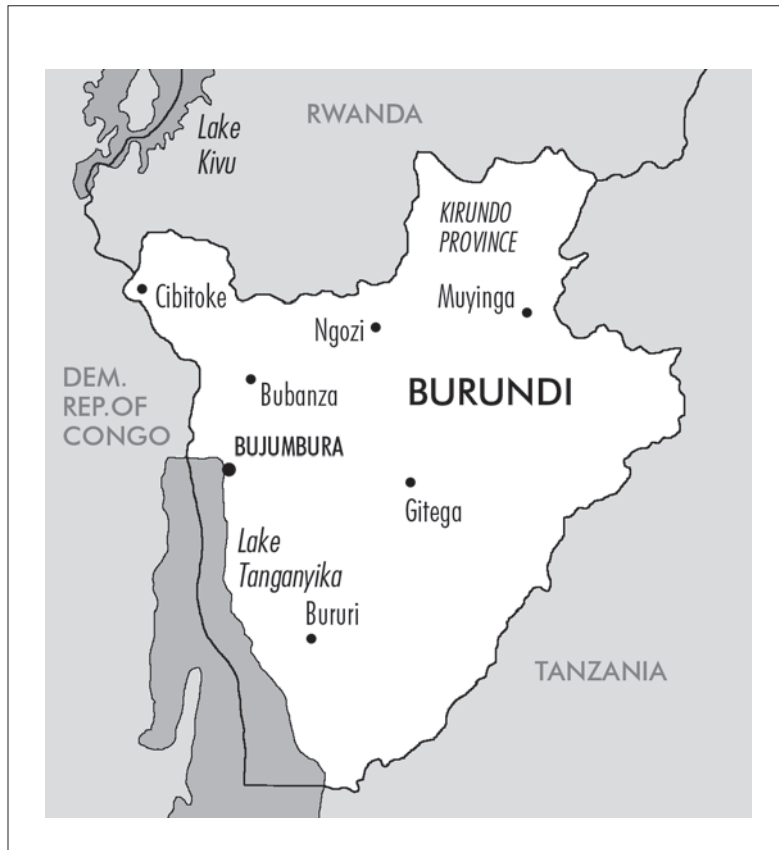 RWANDA
Lake
Kivu
KIRUNDO
PROVINCE
Cibitoke
Muyinga
Ngozi
DEM.
REP.OF
CONGO
Bubanza
BURUNDI
BUJUMBURA
Gitega
Lake
Tanganyika
Bururi
TANZANIA